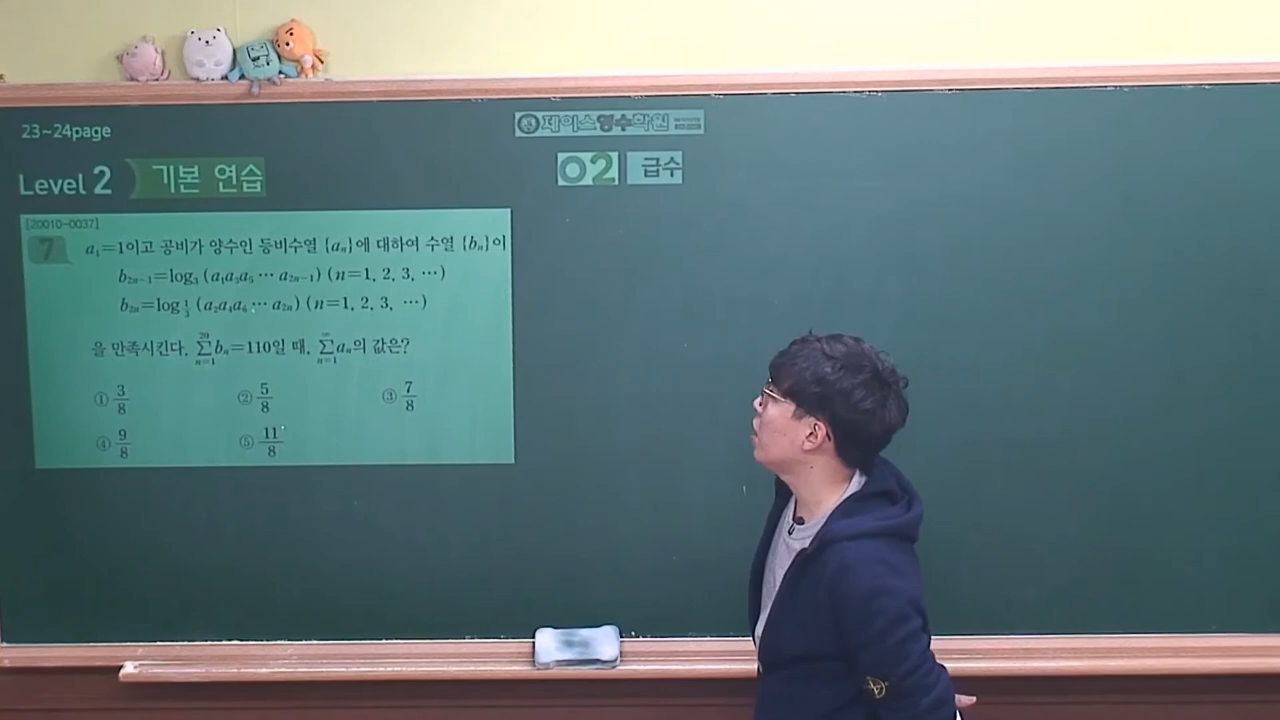 23~24page
제이스영수학원
Level 2 기본 연습
02 급수
[20010-0037]
7 a₁=1이고 공비가 양수인 등비수열 {aₙ}에 대하여 수열 {bₙ}이
b₂ₙ₋₁=log₃ (a₁a₃a₅ ⋯ a₂ₙ₋₁) (n=1, 2, 3, ⋯)
b₂ₙ=log_{1/3} (a₂a₄a₆ ⋯ a₂ₙ) (n=1, 2, 3, ⋯)
을 만족시킨다. ∑_{n=1}^{20} bₙ=110일 때, ∑_{n=1}^{∞} aₙ의 값은?
① 3/8 ② 5/8 ③ 7/8
④ 9/8 ⑤ 11/8